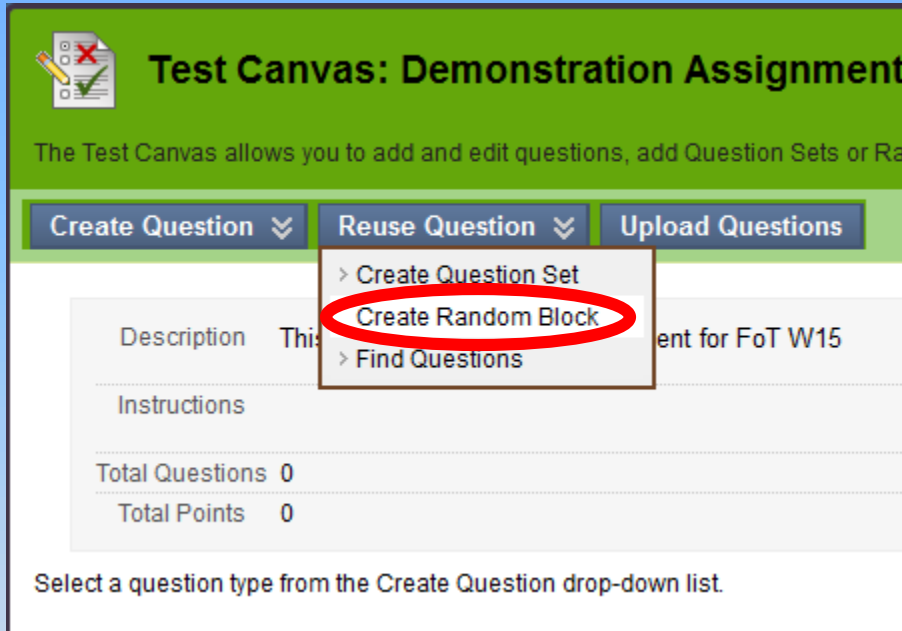 Test Canvas: Demonstration Assignment
The Test Canvas allows you to add and edit questions, add Question Sets or
Create Question Reuse Question Upload Questions
> Create Question Set
Create Random Block
> Find Questions
Description ent for FoT W15
Instructions
Total Questions 0
Total Points 0
Select a question type from the Create Question drop-down list.